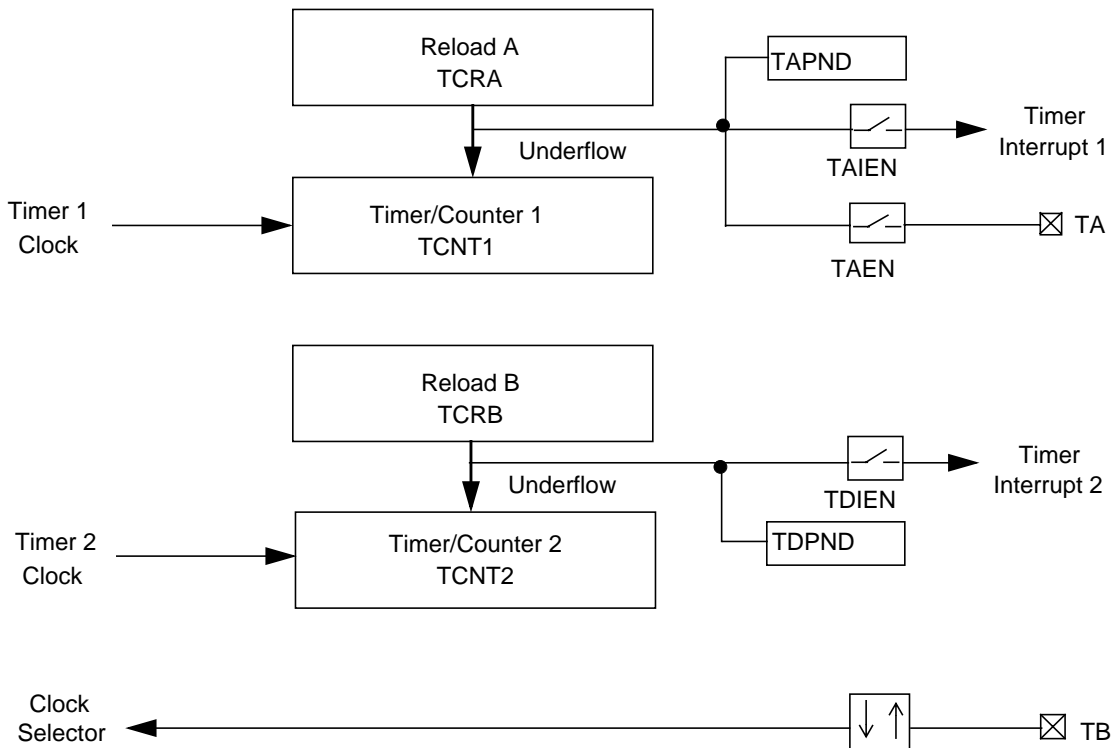 Reload A
TCRA
TAPND
Underflow
TAIEN
Timer
Interrupt 1
Timer 1
Clock
Timer/Counter 1
TCNT1
TAEN
TA
Reload B
TCRB
Underflow
TDIEN
Timer
Interrupt 2
Timer 2
Clock
Timer/Counter 2
TCNT2
TDPND
Clock
Selector
TB